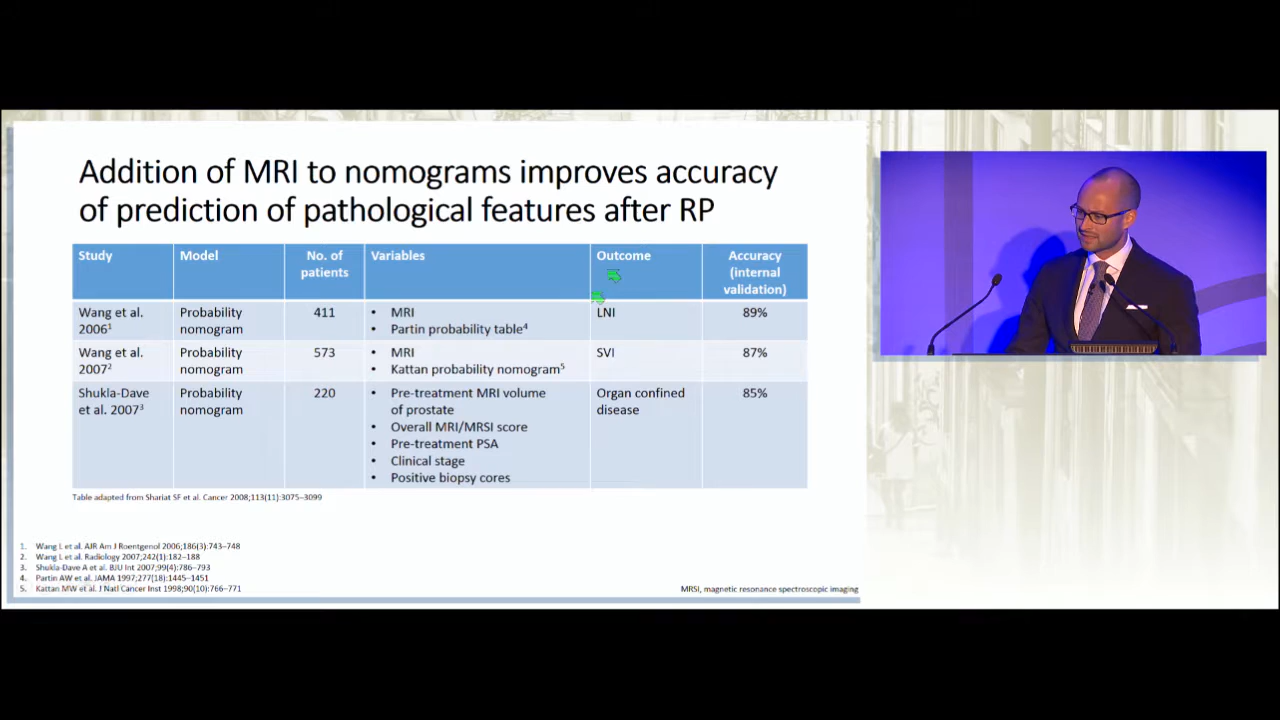 Addition of MRI to nomograms improves accuracy
of prediction of pathological features after RP
Study
Model
No. of
patients
Variables
Outcome
Accuracy
(internal
validation)
Wang et al.
2006¹
Probability
nomogram
411
• MRI
• Partin probability table⁴
LNI
89%
Wang et al.
2007²
Probability
nomogram
573
• MRI
• Kattan probability nomogram⁵
SVI
87%
Shukla-Dave
et al. 2007³
Probability
nomogram
220
• Pre-treatment MRI volume
of prostate
• Overall MRI/MRSI score
• Pre-treatment PSA
• Clinical stage
• Positive biopsy cores
Organ confined
disease
85%
Table adapted from Shariat SF et al. Cancer 2008;113(11):3075–3099
1. Wang L et al. AJR Am J Roentgenol 2006;186(3):743–748
2. Wang L et al. Radiology 2007;242(1):182–188
3. Shukla-Dave A et al. BJU Int 2007;99(4):786–793
4. Partin AW et al. JAMA 1997;277(18):1445–1451
5. Kattan MW et al. J Natl Cancer Inst 1998;90(10):766–771
MRSI, magnetic resonance spectroscopic imaging